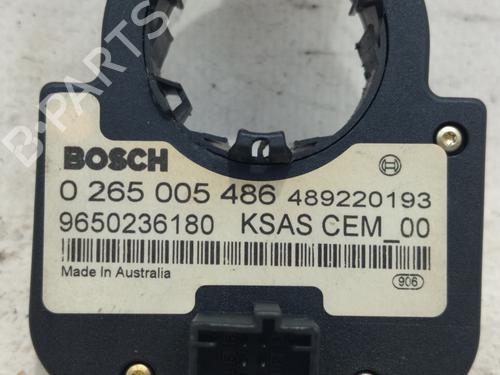 B-PARTS
BOSCH
0 265 005 486 489220193
9650236180 KSAS CEM_00
Made In Australia
906